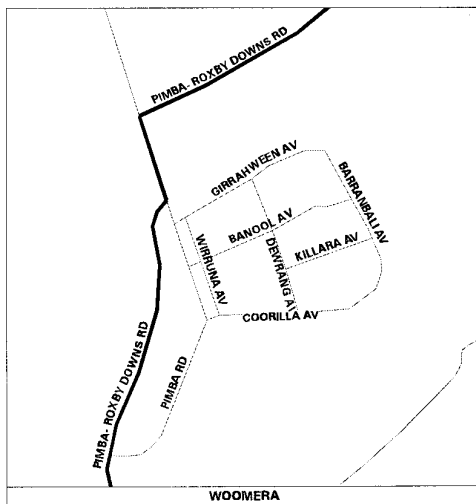 PIMBA- ROXBY DOWNS RD
GIRRAHWEEN AV
BARRANBALI AV
BANOOL AV
WIRRUNA AV
DEWRANG AV
KILLARA AV
COORILLA AV
PIMBA- ROXBY DOWNS RD
PIMBA RD
WOOMERA